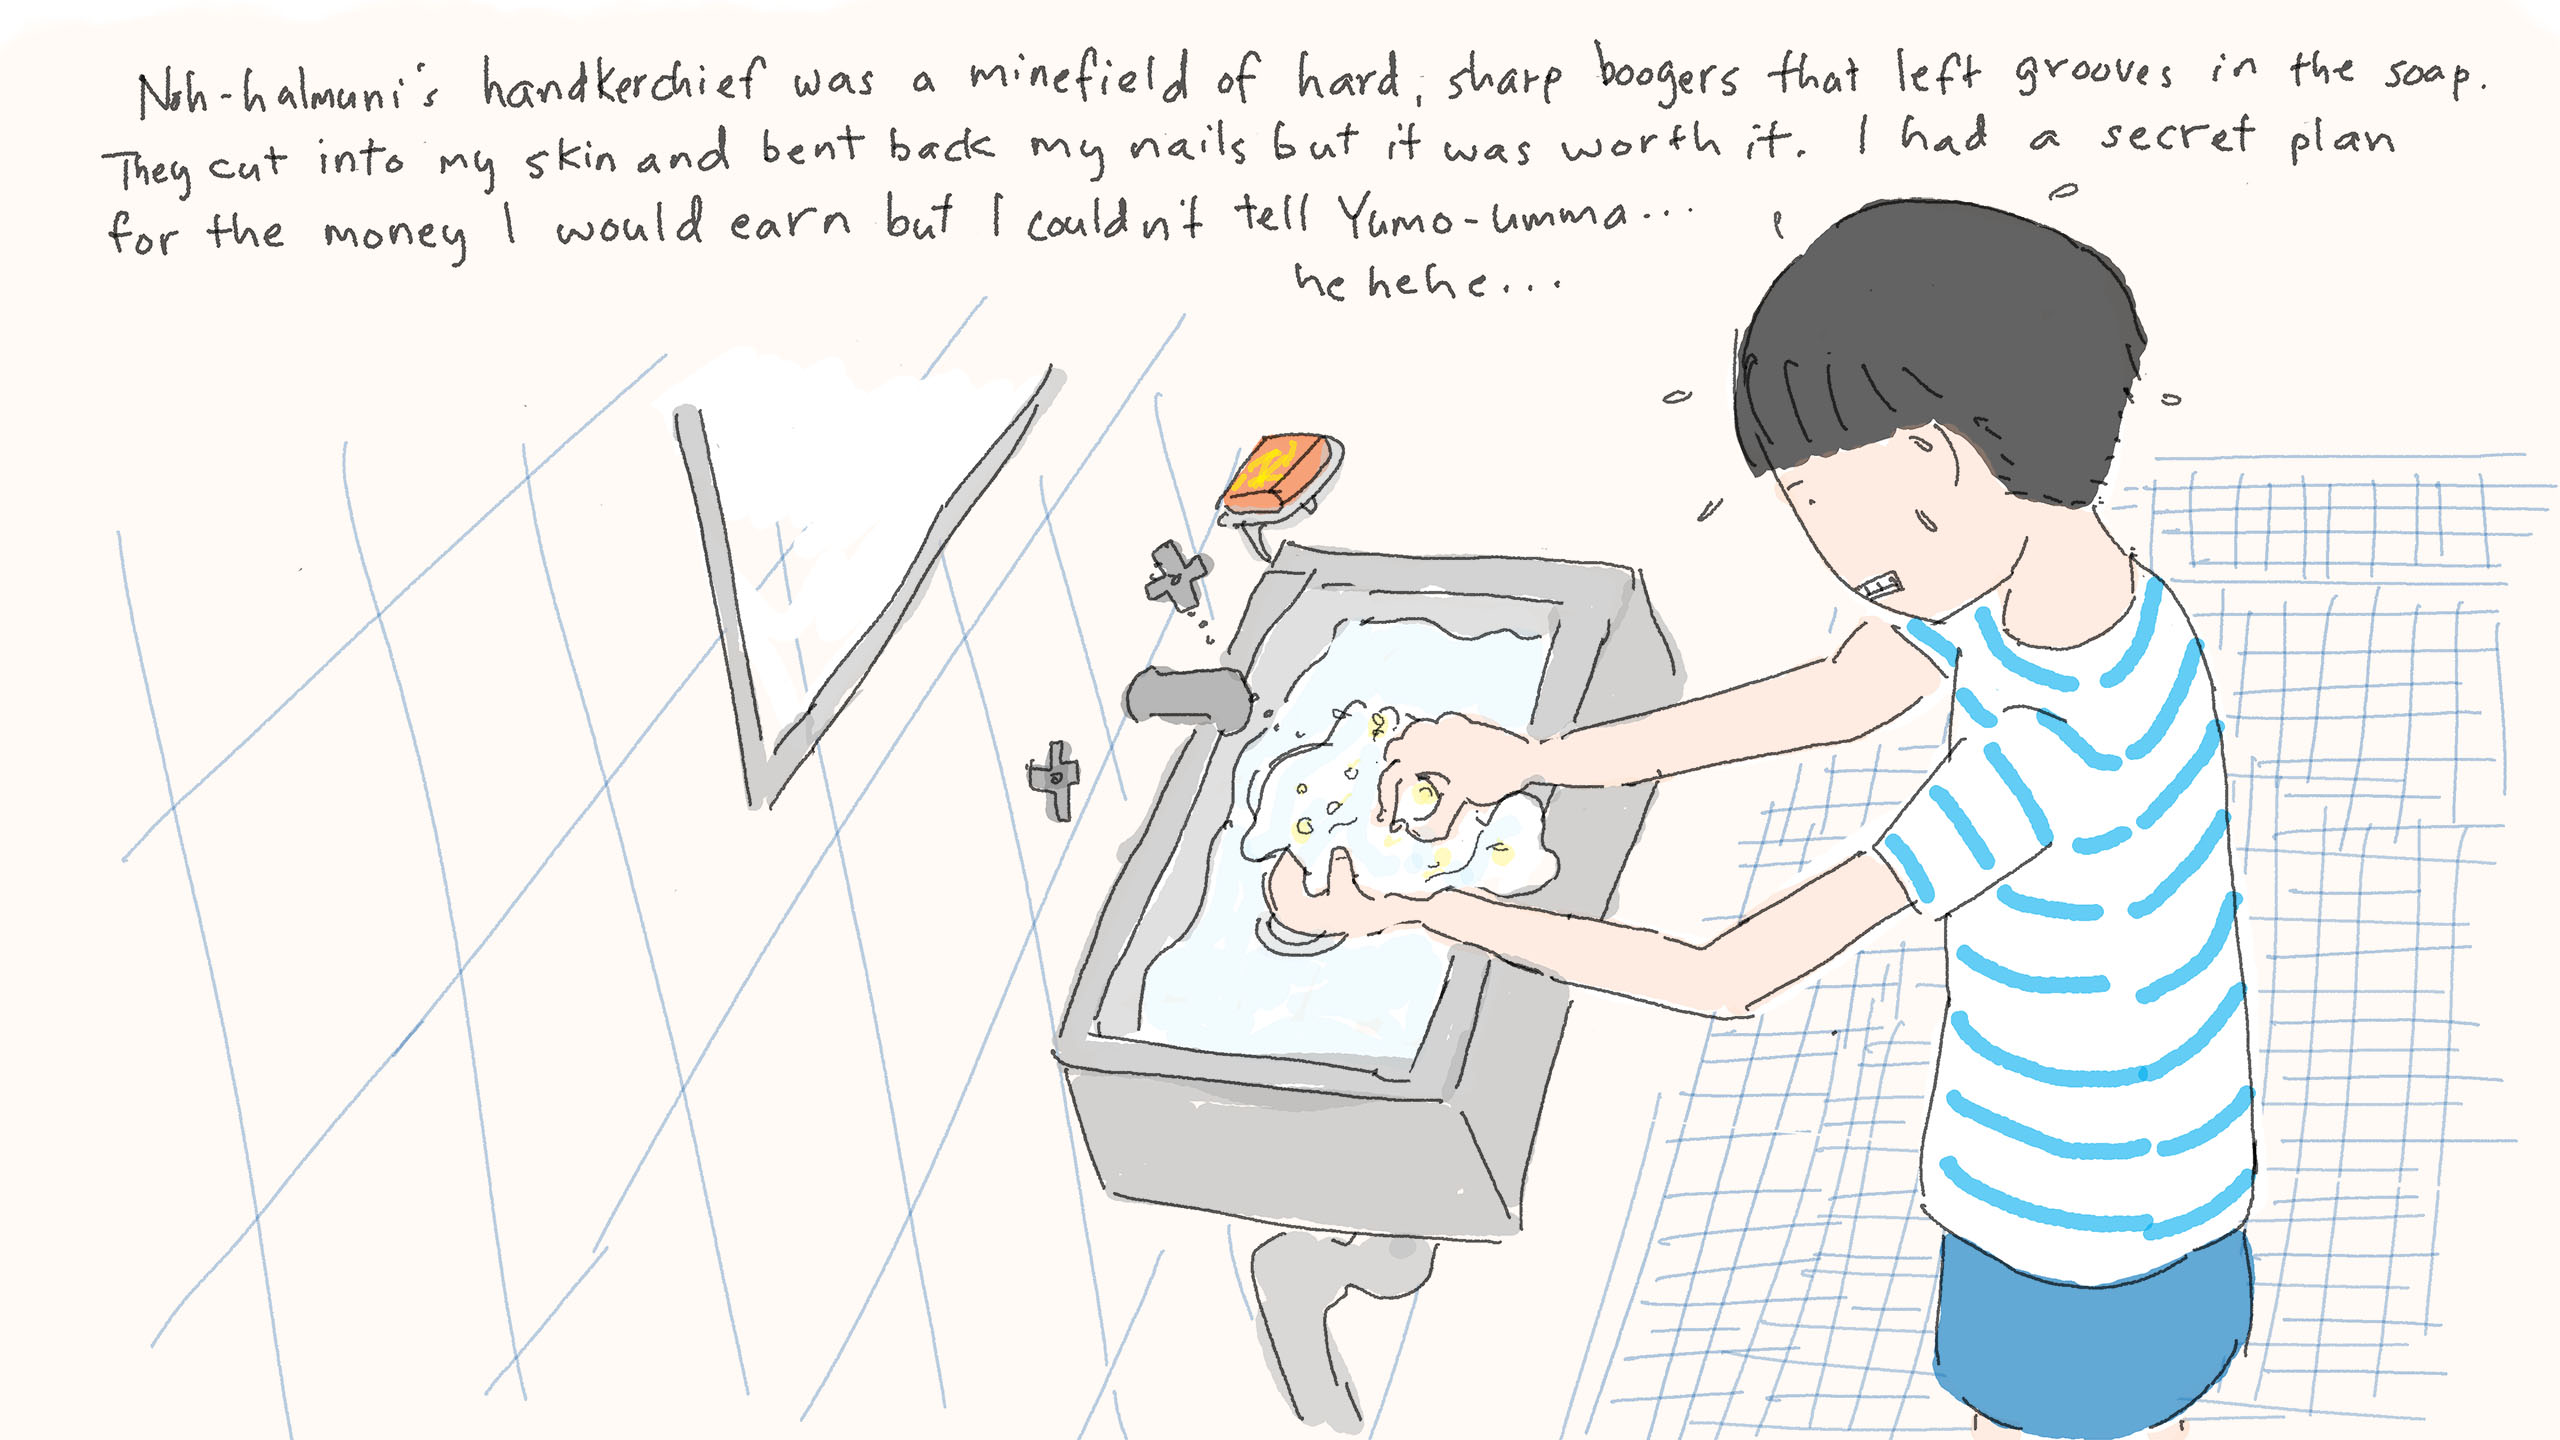 Noh-halmuni's handkerchief was a minefield of hard, sharp boogers that left grooves in the soap.
They cut into my skin and bent back my nails but it was worth it. I had a secret plan
for the money I would earn but I couldn't tell Yumo-umma...
he hehe...